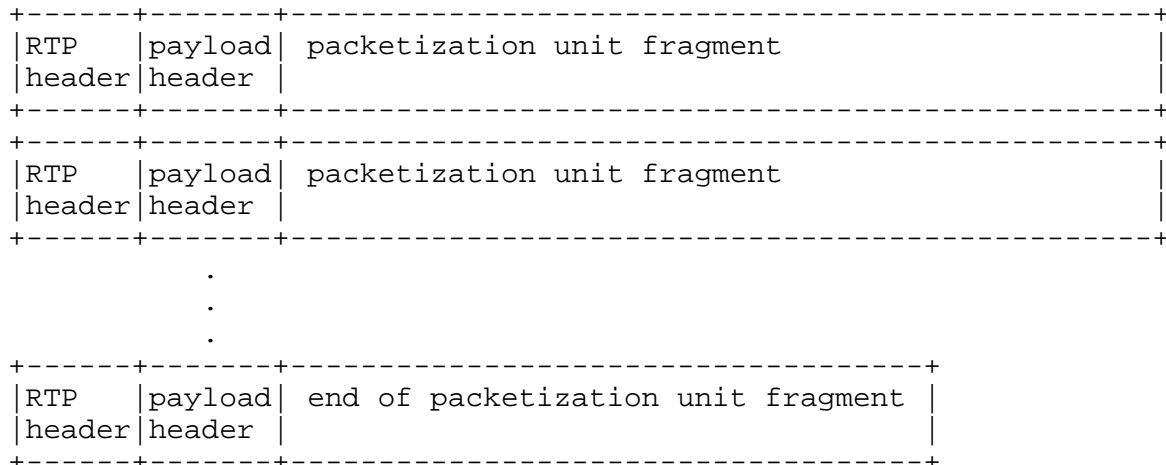 +------+-------+-------------------------------------------------+
|RTP   |payload| packetization unit fragment                     |
|header|header |                                                 |
+------+-------+-------------------------------------------------+
+------+-------+-------------------------------------------------+
|RTP   |payload| packetization unit fragment                     |
|header|header |                                                 |
+------+-------+-------------------------------------------------+
           .
           .
           .
+------+-------+------------------------------------+
|RTP   |payload| end of packetization unit fragment |
|header|header |                                    |
+------+-------+------------------------------------+